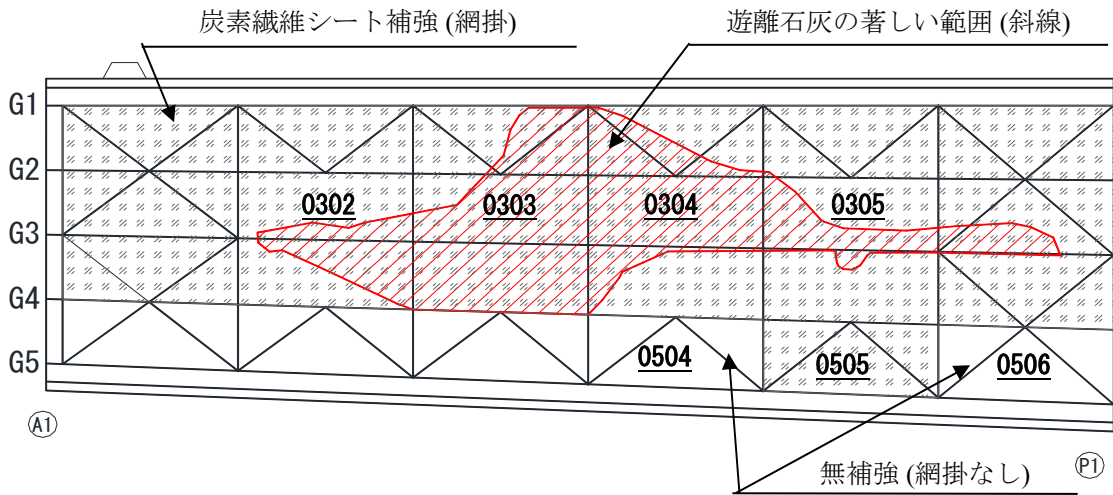 炭素繊維シート補強 (網掛)
遊離石灰の著しい範囲 (斜線)
G1
G2
0302
0303
0304
0305
G3
G4
G5
0504
0505
0506
A1
無補強 (網掛なし)
P1